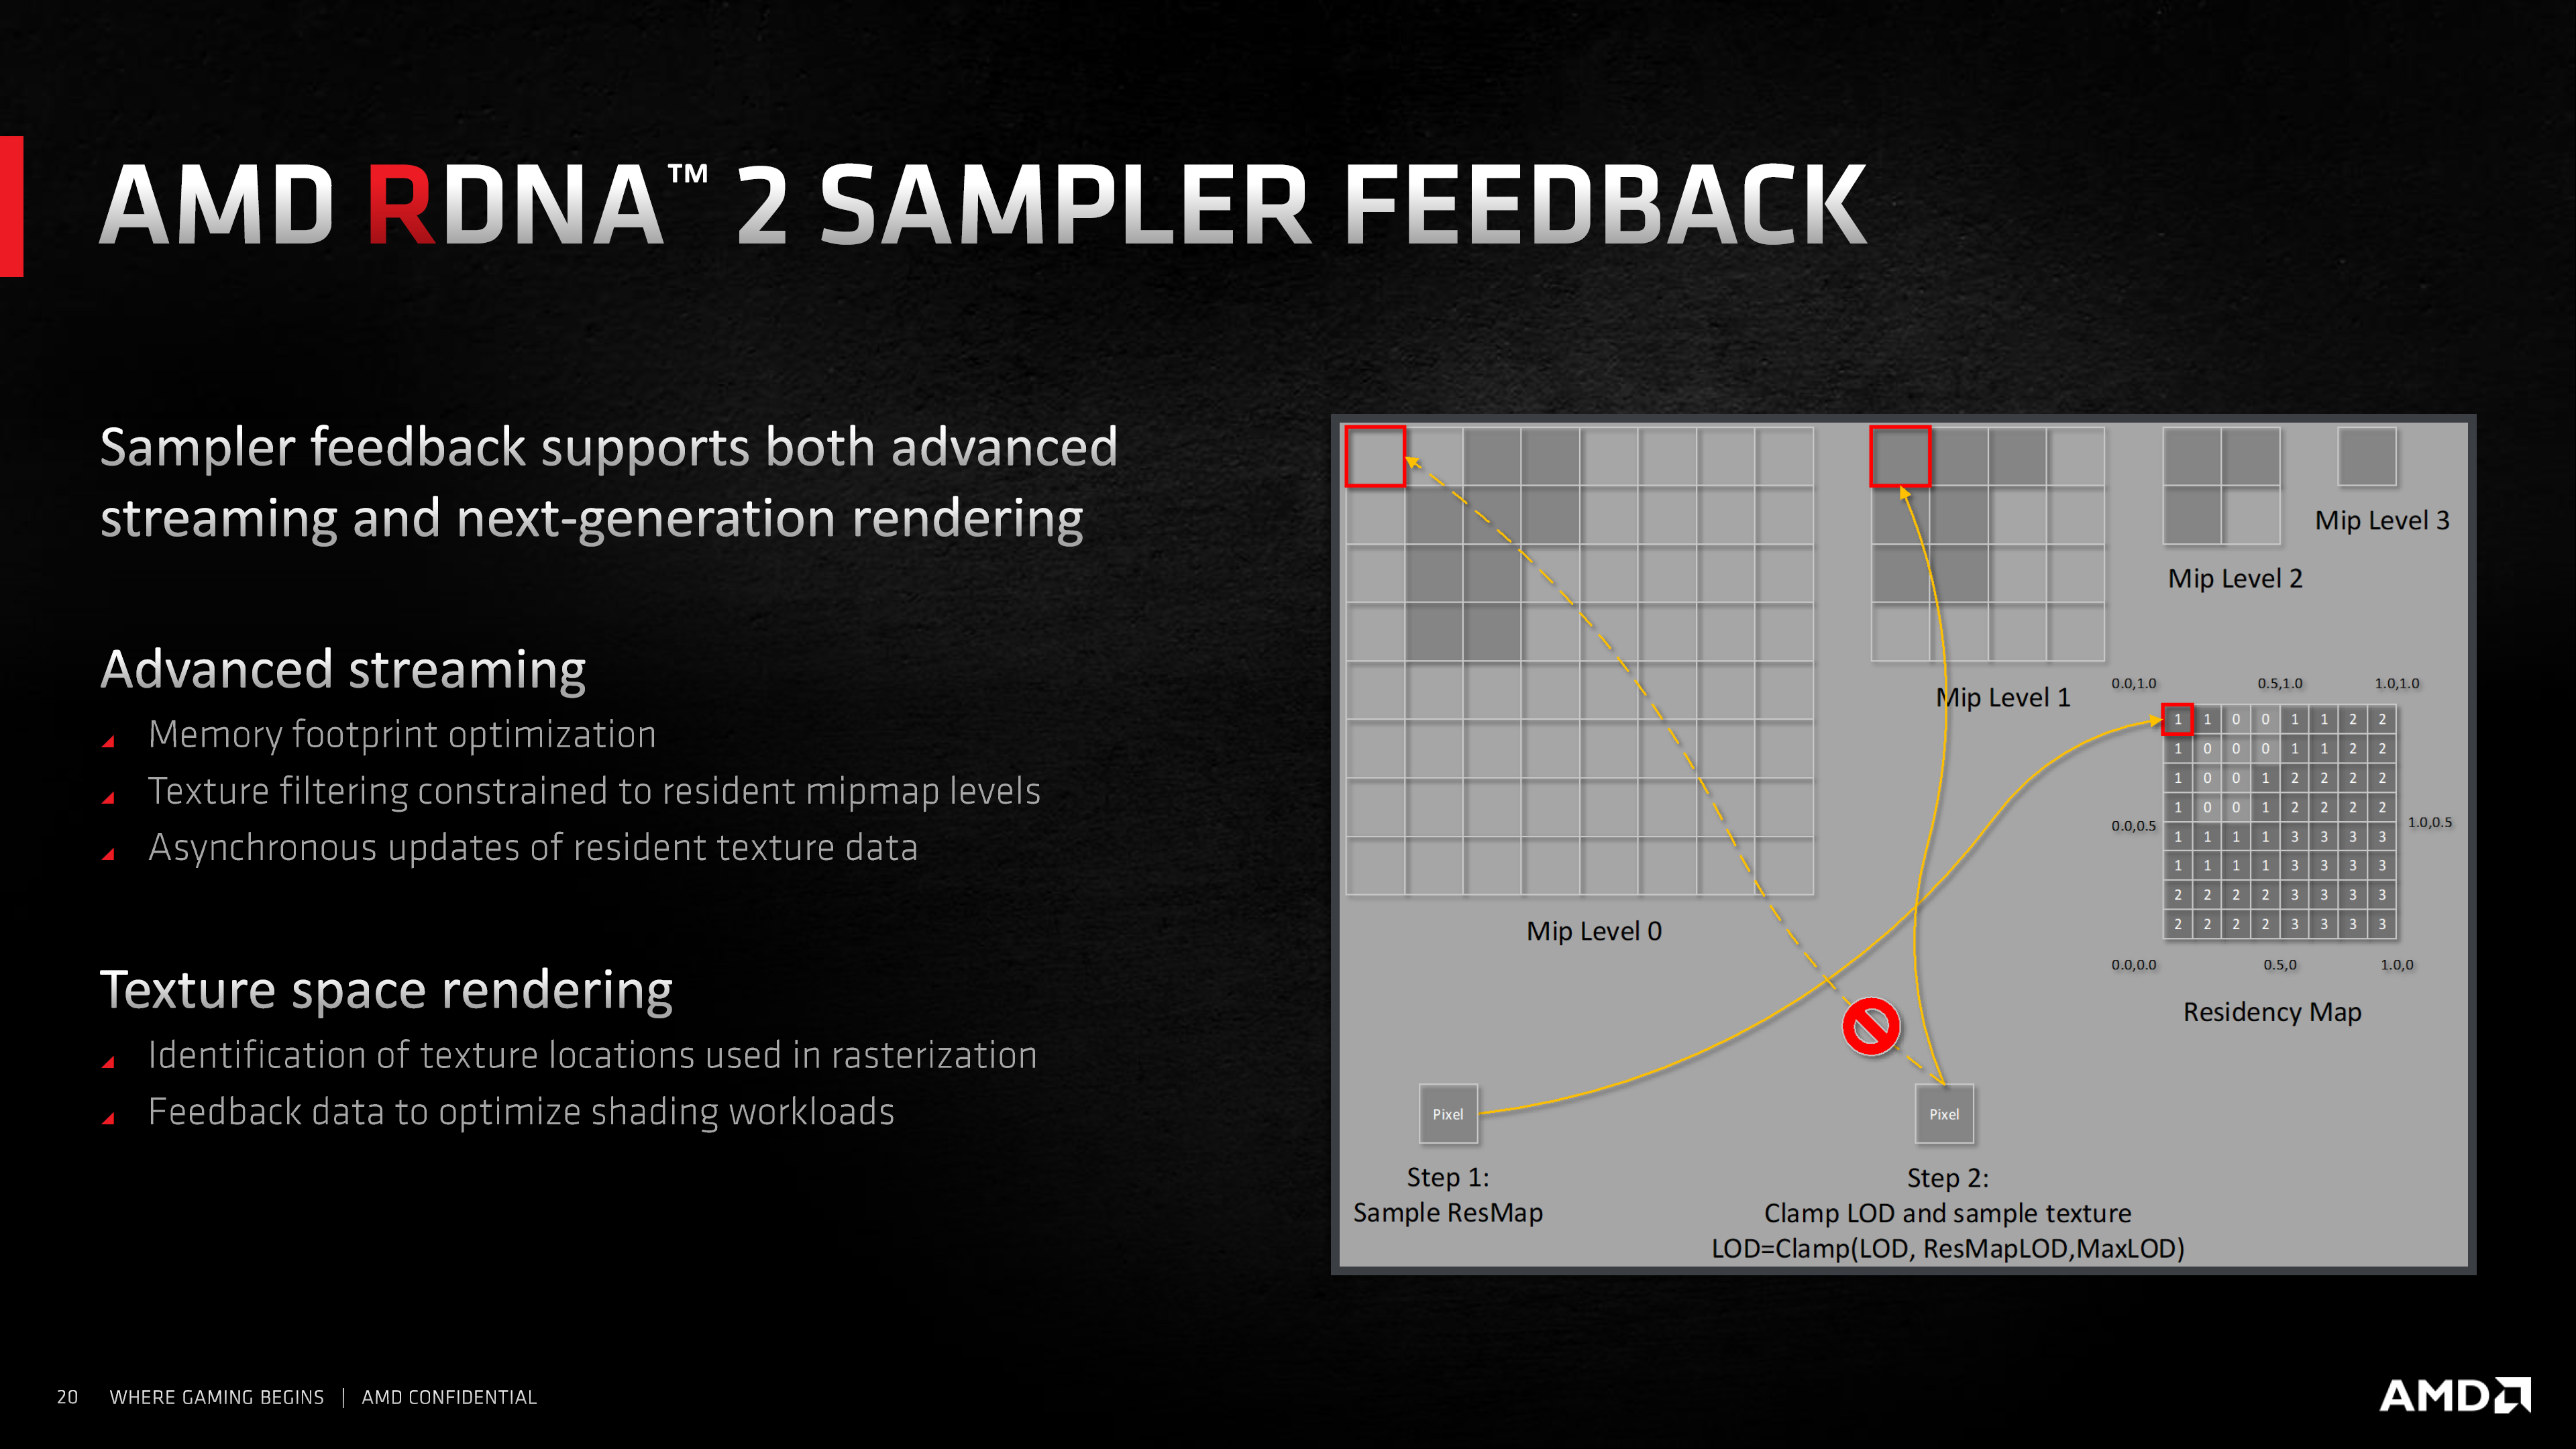 AMD RDNA™ 2 SAMPLER FEEDBACK
Sampler feedback supports both advanced
streaming and next-generation rendering
Advanced streaming
Memory footprint optimization
Texture filtering constrained to resident mipmap levels
Asynchronous updates of resident texture data
Texture space rendering
Identification of texture locations used in rasterization
Feedback data to optimize shading workloads
Mip Level 0
Mip Level 1
Mip Level 2
Mip Level 3
0.0,1.0 0.5,1.0 1.0,1.0
1 1 0 0 1 1 2 2
1 0 0 0 1 1 2 2
1 0 0 1 2 2 2 2
1 0 0 1 2 2 2 2
0.0,0.5 1.0,0.5
1 1 1 1 3 3 3 3
1 1 1 1 3 3 3 3
2 2 2 2 3 3 3 3
2 2 2 2 3 3 3 3
0.0,0.0 0.5,0 1.0,0
Residency Map
Pixel
Step 1:
Sample ResMap
Pixel
Step 2:
Clamp LOD and sample texture
LOD=Clamp(LOD, ResMapLOD,MaxLOD)
20 WHERE GAMING BEGINS | AMD CONFIDENTIAL
AMD